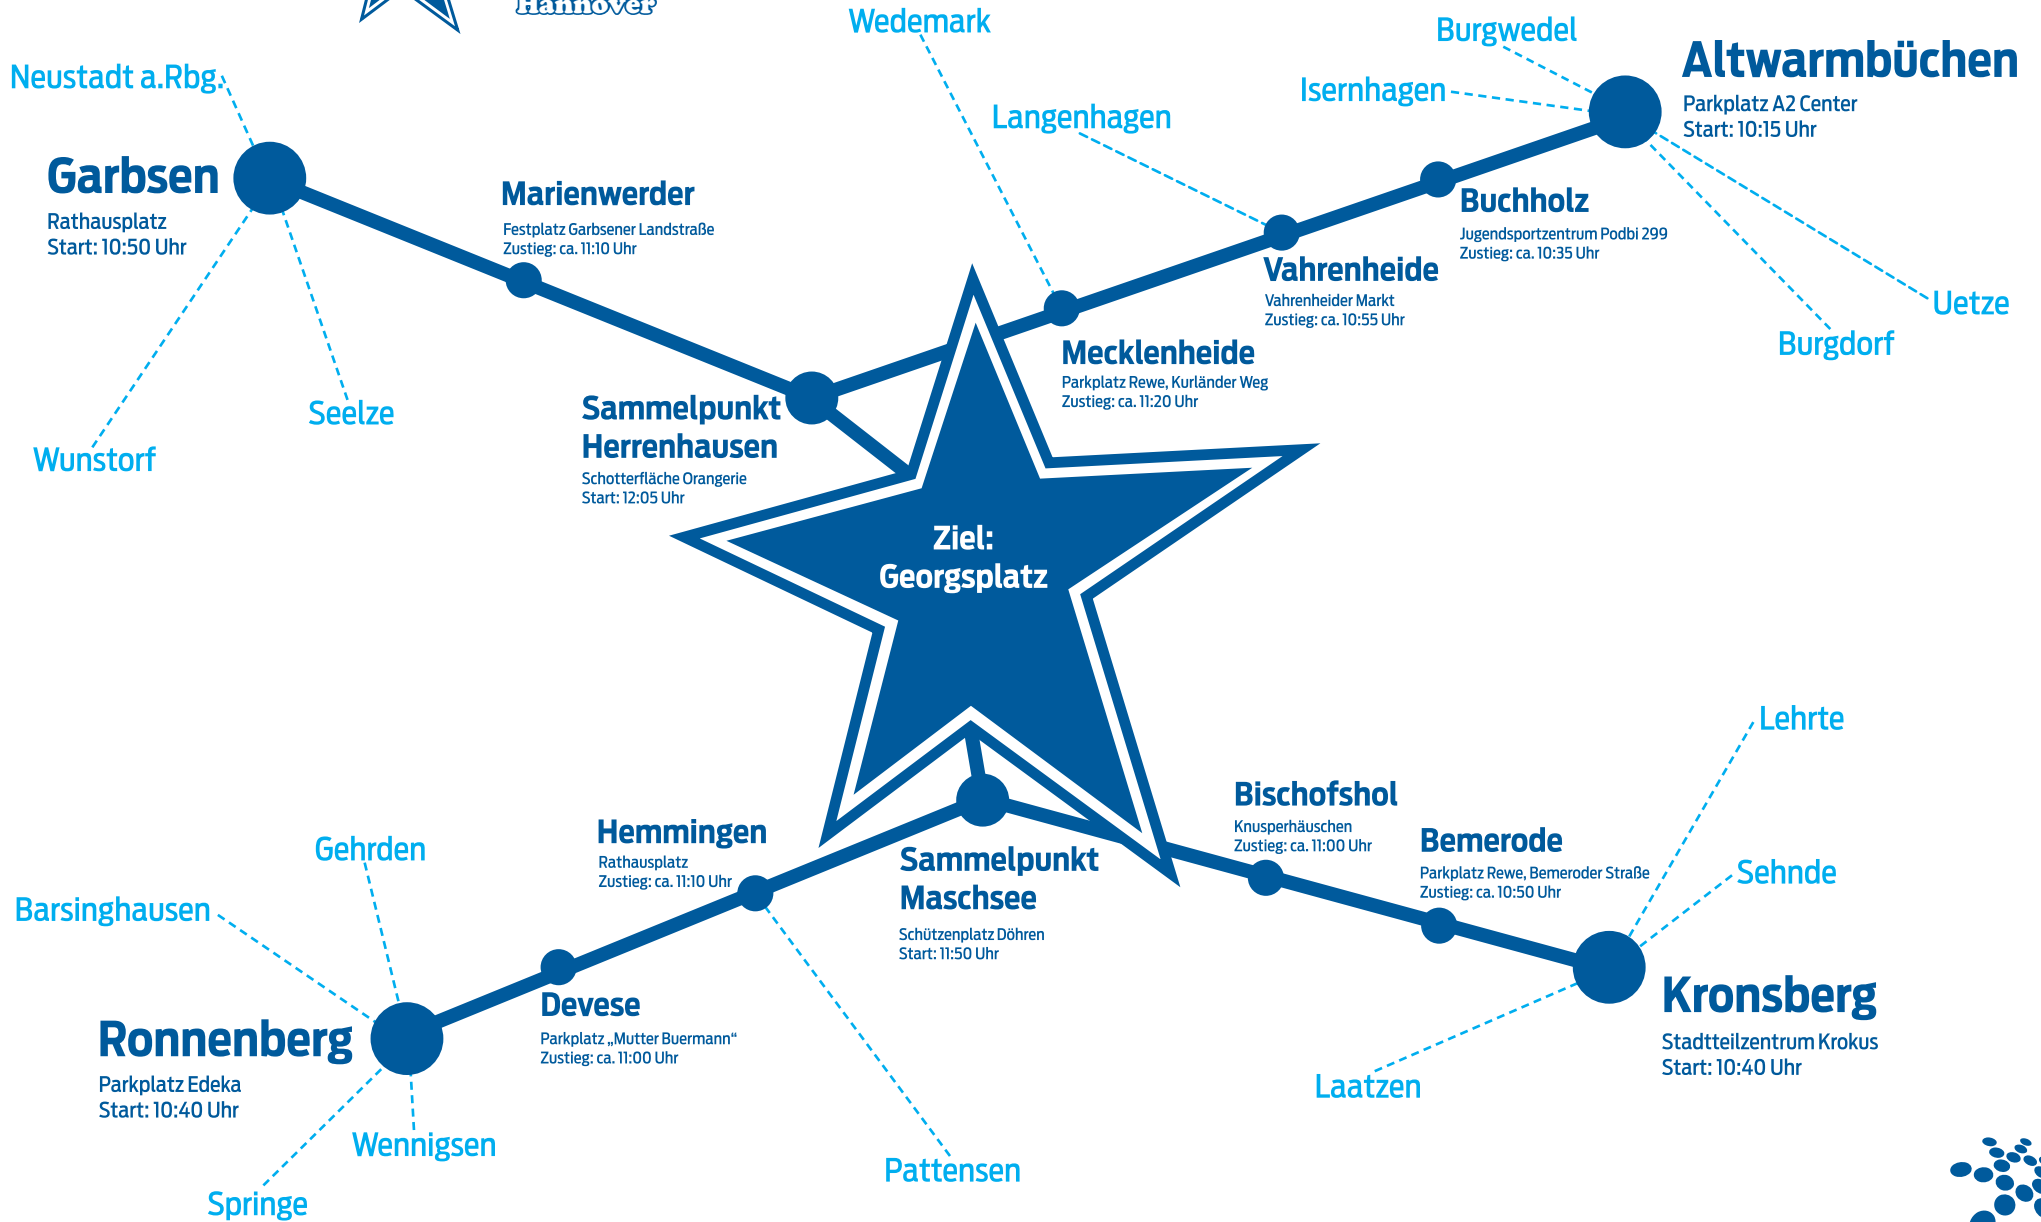 Hannover
Wedemark
Burgwedel
Altwarmbüchen
Parkplatz A2 Center
Start: 10:15 Uhr
Isernhagen
Neustadt a.Rbg.
Langenhagen
Garbsen
Rathausplatz
Start: 10:50 Uhr
Marienwerder
Festplatz Garbsener Landstraße
Zustieg: ca. 11:10 Uhr
Buchholz
Jugendsportzentrum Podbi 299
Zustieg: ca. 10:35 Uhr
Vahrenheide
Vahrenheider Markt
Zustieg: ca. 10:55 Uhr
Uetze
Burgdorf
Mecklenheide
Parkplatz Rewe, Kurländer Weg
Zustieg: ca. 11:20 Uhr
Seelze
Wunstorf
Sammelpunkt
Herrenhausen
Schotterfläche Orangerie
Start: 12:05 Uhr
Ziel:
Georgsplatz
Lehrte
Sehnde
Bischofshol
Knusperhäuschen
Zustieg: ca. 11:00 Uhr
Bemerode
Parkplatz Rewe, Bemeroder Straße
Zustieg: ca. 10:50 Uhr
Hemmingen
Rathausplatz
Zustieg: ca. 11:10 Uhr
Gehrden
Barsinghausen
Sammelpunkt
Maschsee
Schützenplatz Döhren
Start: 11:50 Uhr
Devese
Parkplatz „Mutter Buermann“
Zustieg: ca. 11:00 Uhr
Kronsberg
Stadtteilzentrum Krokus
Start: 10:40 Uhr
Ronnenberg
Parkplatz Edeka
Start: 10:40 Uhr
Laatzen
Wennigsen
Pattensen
Springe